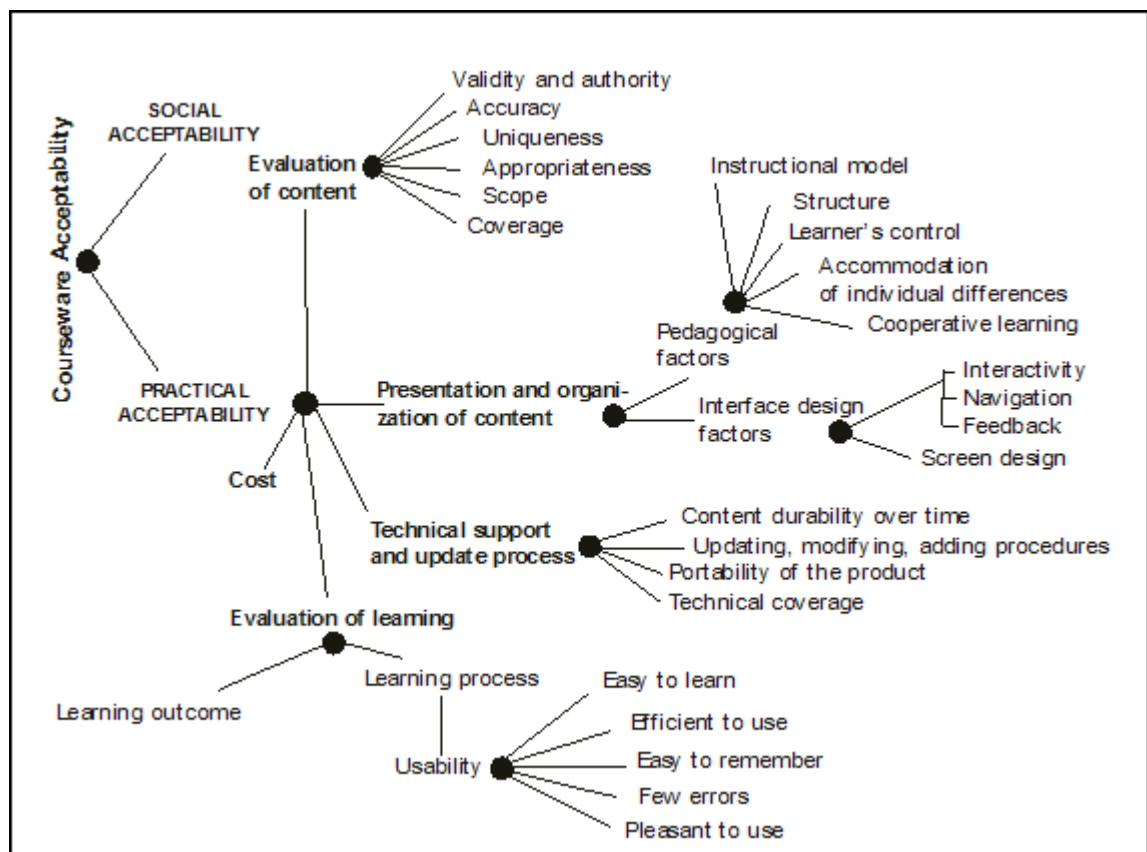 Courseware Acceptability
SOCIAL
ACCEPTABILITY
PRACTICAL
ACCEPTABILITY
Evaluation
of content
Validity and authority
Accuracy
Uniqueness
Appropriateness
Scope
Coverage
Presentation and organi-
zation of content
Pedagogical
factors
Instructional model
Structure
Learner's control
Accommodation
of individual differences
Cooperative learning
Interface design
factors
Interactivity
Navigation
Feedback
Screen design
Cost
Technical support
and update process
Content durability over time
Updating, modifying, adding procedures
Portability of the product
Technical coverage
Evaluation of learning
Learning outcome
Learning process
Usability
Easy to learn
Efficient to use
Easy to remember
Few errors
Pleasant to use